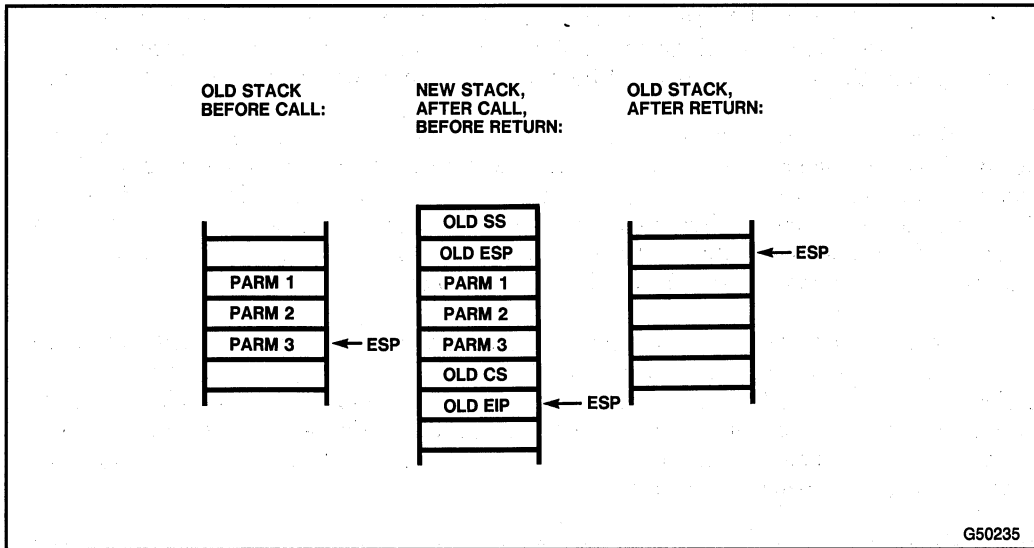 OLD STACK
BEFORE CALL:
NEW STACK,
AFTER CALL,
BEFORE RETURN:
OLD STACK,
AFTER RETURN:
PARM 1
PARM 2
PARM 3
ESP
OLD SS
OLD ESP
PARM 1
PARM 2
PARM 3
OLD CS
OLD EIP
ESP
ESP
G50235